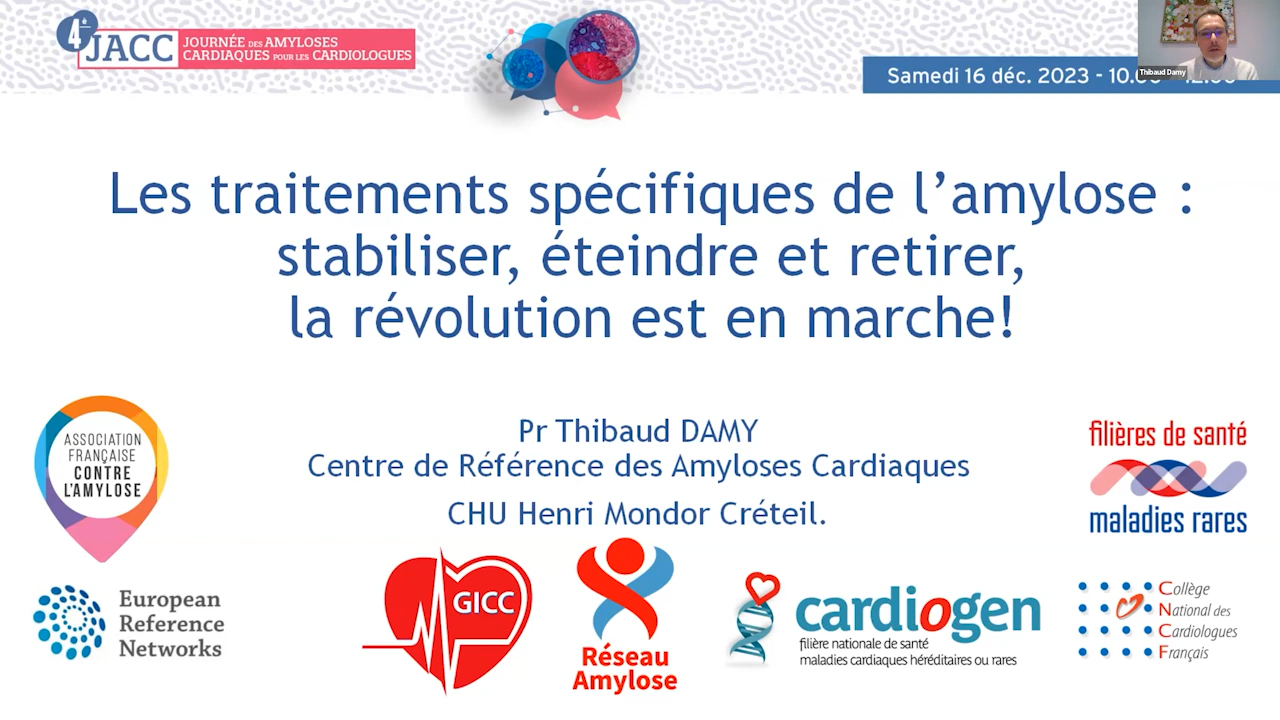 4è JACC JOURNÉE DES AMYLOSES
CARDIAQUES POUR LES CARDIOLOGUES
Samedi 16 déc. 2023 - 10.
Thibaud Damy
Les traitements spécifiques de l’amylose :
stabiliser, éteindre et retirer,
la révolution est en marche!
Pr Thibaud DAMY
Centre de Référence des Amyloses Cardiaques
CHU Henri Mondor Créteil.
ASSOCIATION
FRANÇAISE
CONTRE
L’AMYLOSE
filières de santé
maladies rares
European
Reference
Networks
GICC
Réseau
Amylose
cardiogen
filière nationale de santé
maladies cardiaques héréditaires ou rares
Collège
National des
Cardiologues
Français